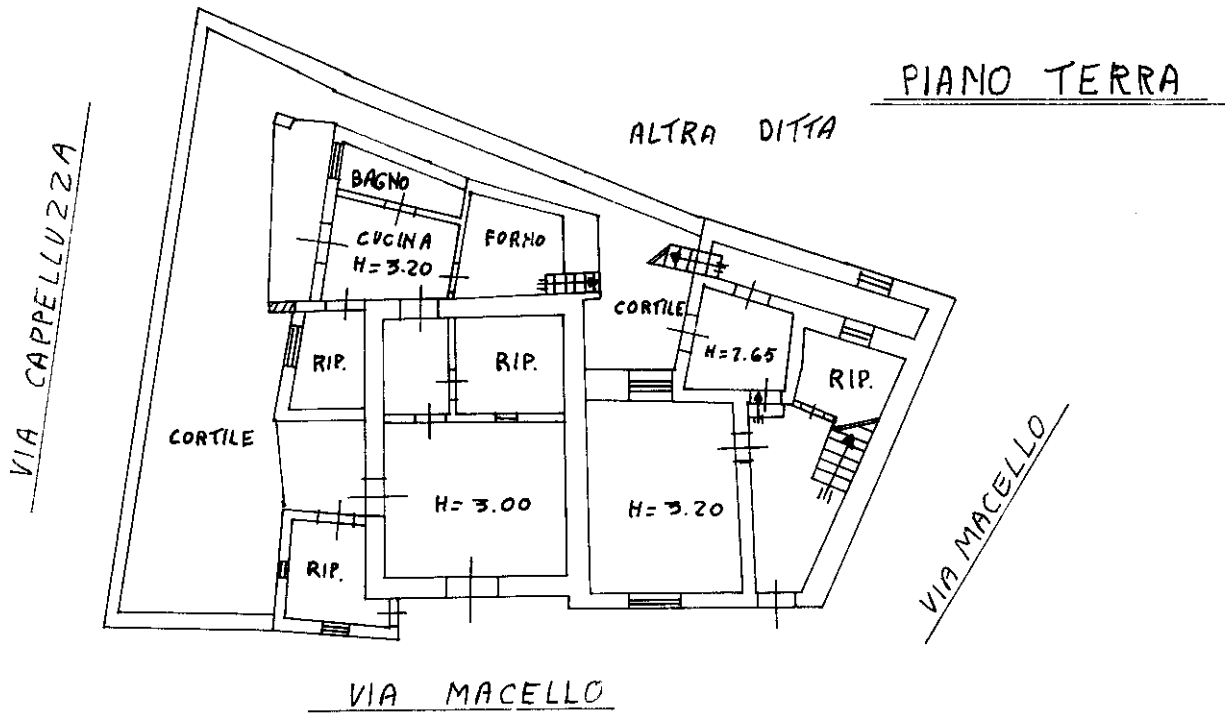 PIANO TERRA
ALTRA DITTA
VIA CAPPELLUZZA
BAGNO
CUCINA
H= 3.20
FORNO
CORTILE
H= 2.65
RIP.
RIP.
RIP.
CORTILE
H= 3.00
H= 3.20
RIP.
VIA MACELLO
VIA MACELLO